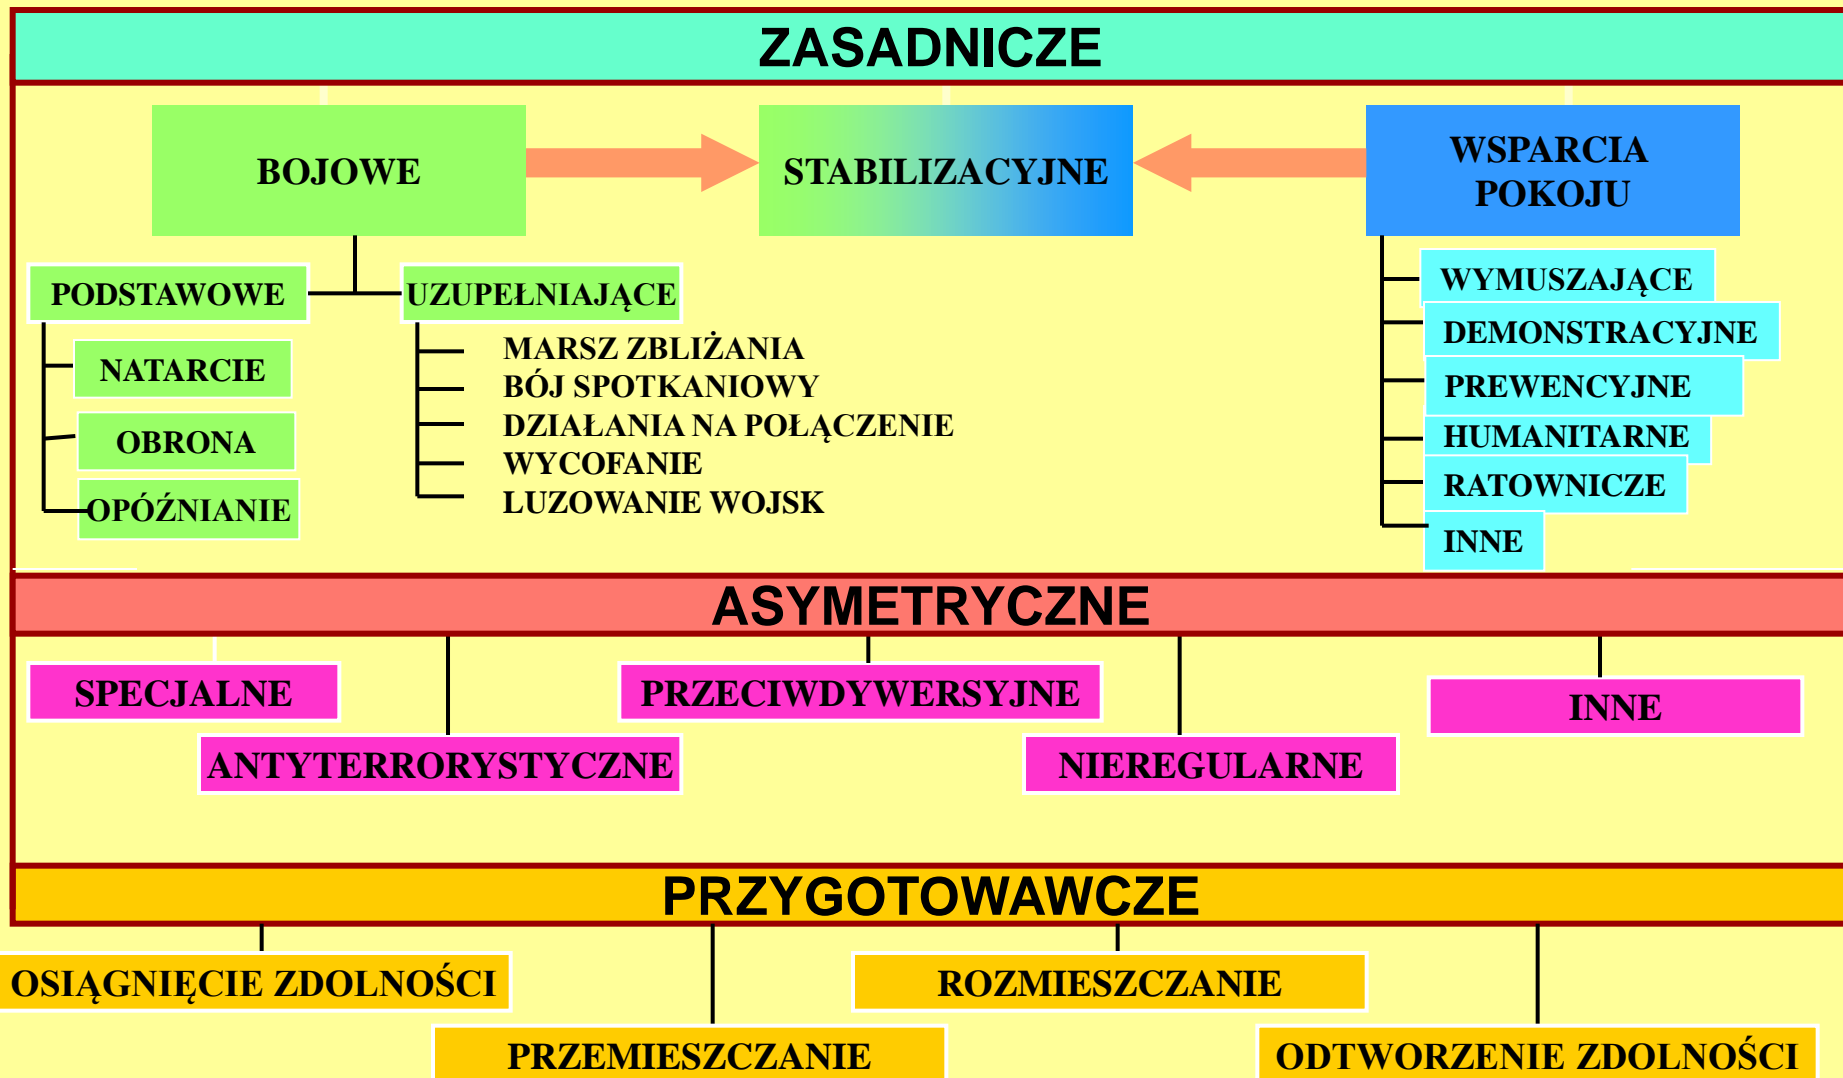 ZASADNICZE
BOJOWE
STABILIZACYJNE
WSPARCIA
POKOJU
PODSTAWOWE
UZUPEŁNIAJĄCE
NATARCIE
OBRONA
OPÓŹNIANIE
MARSZ ZBLIŻANIA
BÓJ SPOTKANIOWY
DZIAŁANIA NA POŁĄCZENIE
WYCOFANIE
LUZOWANIE WOJSK
WYMUSZAJĄCE
DEMONSTRACYJNE
PREWENCYJNE
HUMANITARNE
RATOWNICZE
INNE
ASYMETRYCZNE
SPECJALNE
PRZECIWDYWERSYJNE
INNE
ANTYTERRORYSTYCZNE
NIEREGULARNE
PRZYGOTOWAWCZE
OSIĄGNIĘCIE ZDOLNOŚCI
ROZMIESZCZANIE
PRZEMIESZCZANIE
ODTWORZENIE ZDOLNOŚCI